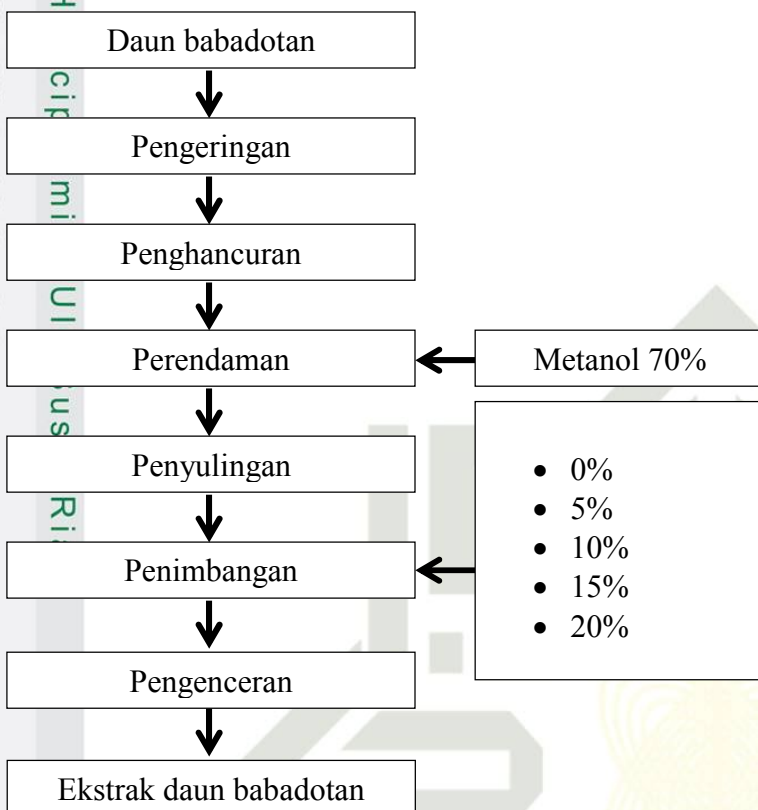 Daun babadotan
Pengeringan
Penghancuran
Perendaman
Metanol 70%
Penyulingan
• 0%
• 5%
• 10%
• 15%
• 20%
Penimbangan
Pengenceran
Ekstrak daun babadotan